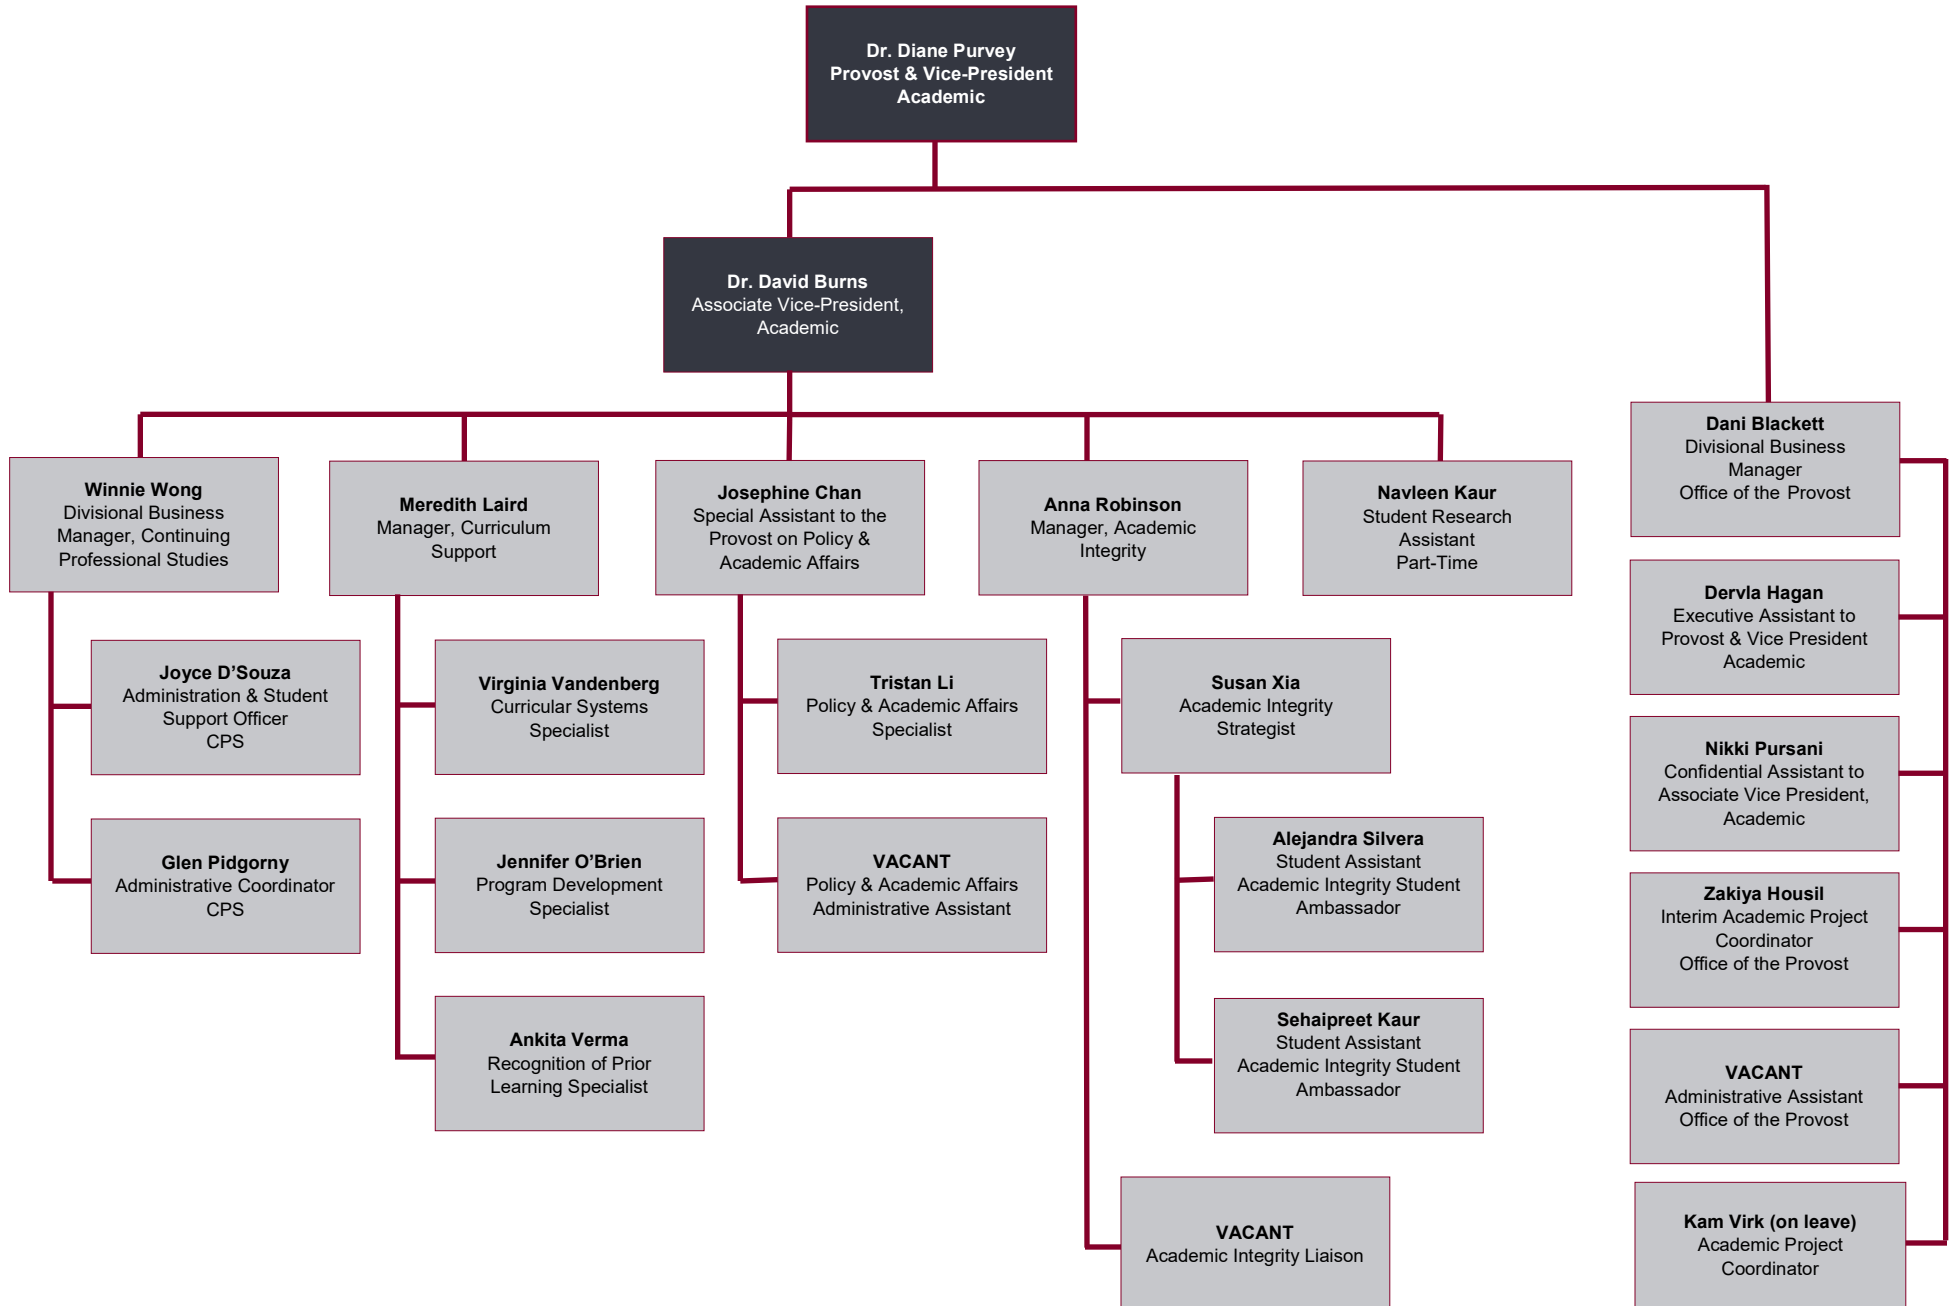 Dr. Diane Purvey
Provost & Vice-President
Academic
Dr. David Burns
Associate Vice-President,
Academic
Winnie Wong
Divisional Business
Manager, Continuing
Professional Studies
Joyce D’Souza
Administration & Student
Support Officer
CPS
Glen Pidgorny
Administrative Coordinator
CPS
Meredith Laird
Manager, Curriculum
Support
Virginia Vandenberg
Curricular Systems
Specialist
Jennifer O’Brien
Program Development
Specialist
Ankita Verma
Recognition of Prior
Learning Specialist
Josephine Chan
Special Assistant to the
Provost on Policy &
Academic Affairs
Tristan Li
Policy & Academic Affairs
Specialist
VACANT
Policy & Academic Affairs
Administrative Assistant
Anna Robinson
Manager, Academic
Integrity
Susan Xia
Academic Integrity
Strategist
Alejandra Silvera
Student Assistant
Academic Integrity Student
Ambassador
Sehaipreet Kaur
Student Assistant
Academic Integrity Student
Ambassador
VACANT
Academic Integrity Liaison
Navleen Kaur
Student Research
Assistant
Part-Time
Dani Blackett
Divisional Business
Manager
Office of the Provost
Dervla Hagan
Executive Assistant to
Provost & Vice President
Academic
Nikki Pursani
Confidential Assistant to
Associate Vice President,
Academic
Zakiya Housil
Interim Academic Project
Coordinator
Office of the Provost
VACANT
Administrative Assistant
Office of the Provost
Kam Virk (on leave)
Academic Project
Coordinator